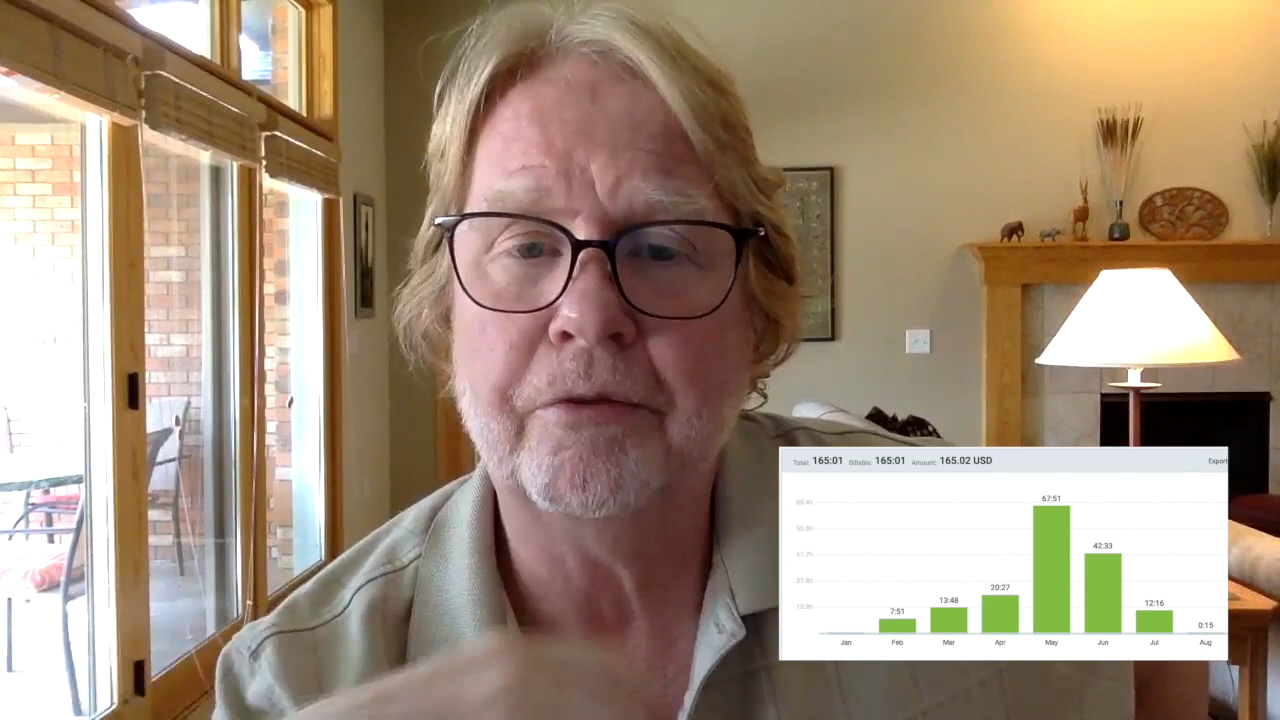 Total: 165:01 Billable: 165:01 Amount: 165.02 USD Export
69.4h
55.6h
41.7h
27.8h
13.9h
67:51
42:33
20:27
13:48
12:16
7:51
0:15
Jan Feb Mar Apr May Jun Jul Aug